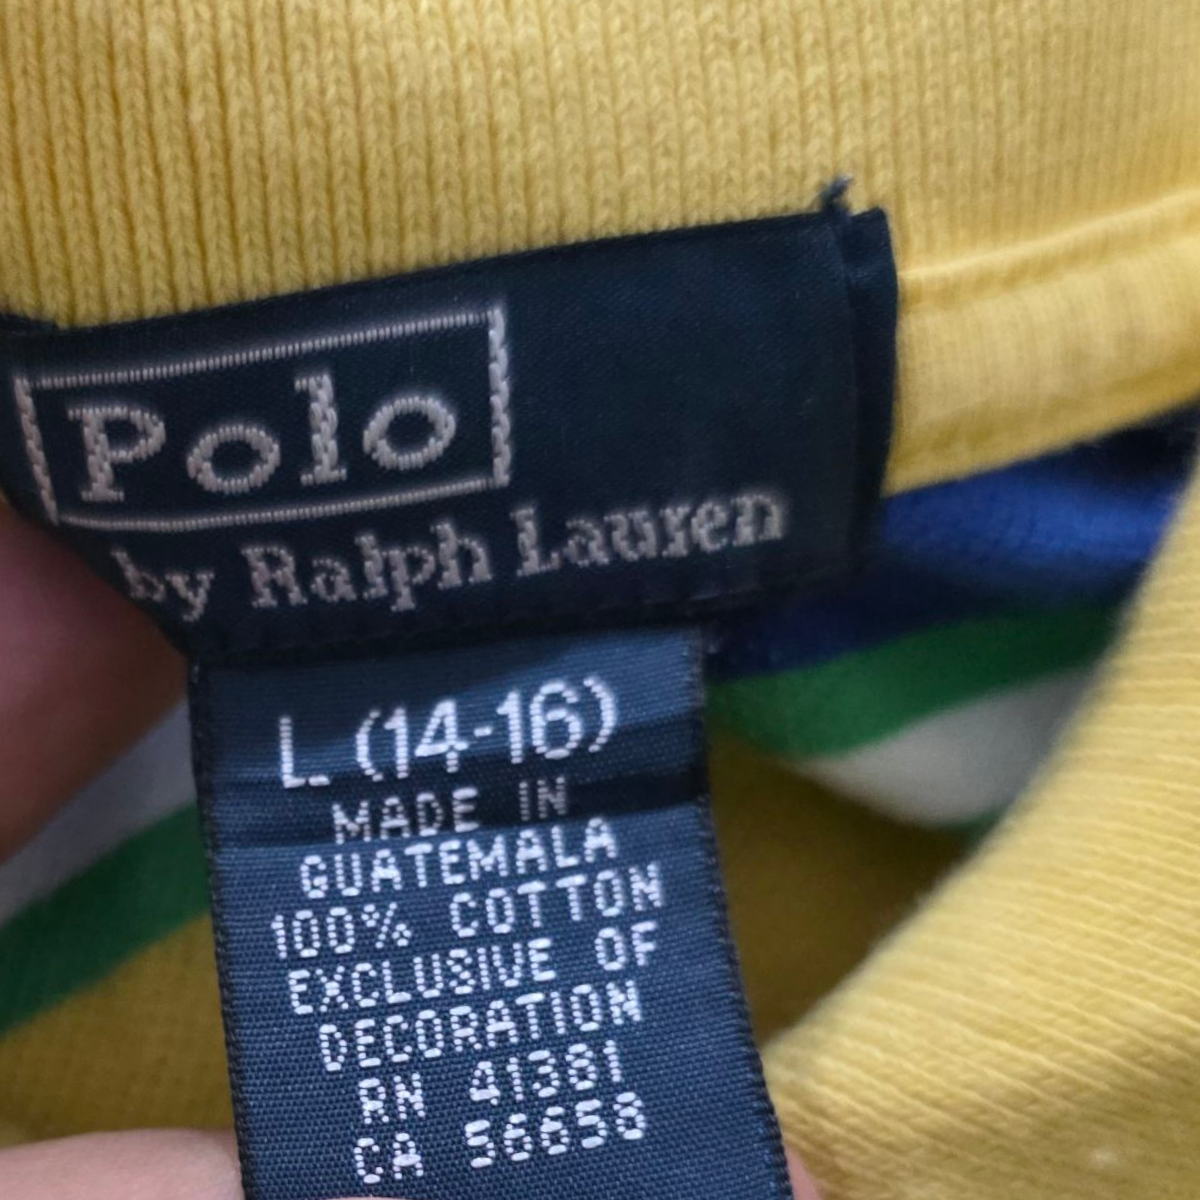 Polo
by Ralph Lauren
L (14-16)
MADE IN
GUATEMALA
100% COTTON
EXCLUSIVE OF
DECORATION
RN 41381
CA 56658